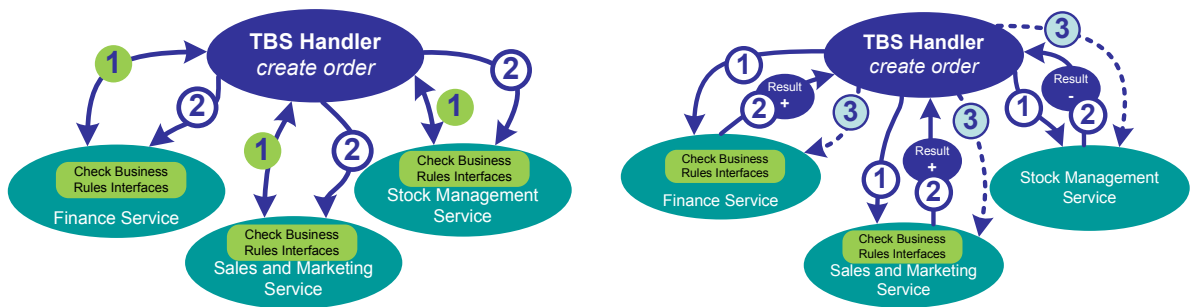 TBS Handler
create order
1
2
1
2
1
2
Check Business
Rules Interfaces
Finance Service
Check Business
Rules Interfaces
Sales and Marketing
Service
Check Business
Rules Interfaces
Stock Management
Service
TBS Handler
create order
1
Result
+
2
3
1
Result
+
2
3
1
Result
-
2
3
Check Business
Rules Interfaces
Finance Service
Check Business
Rules Interfaces
Sales and Marketing
Service
Stock Management
Service